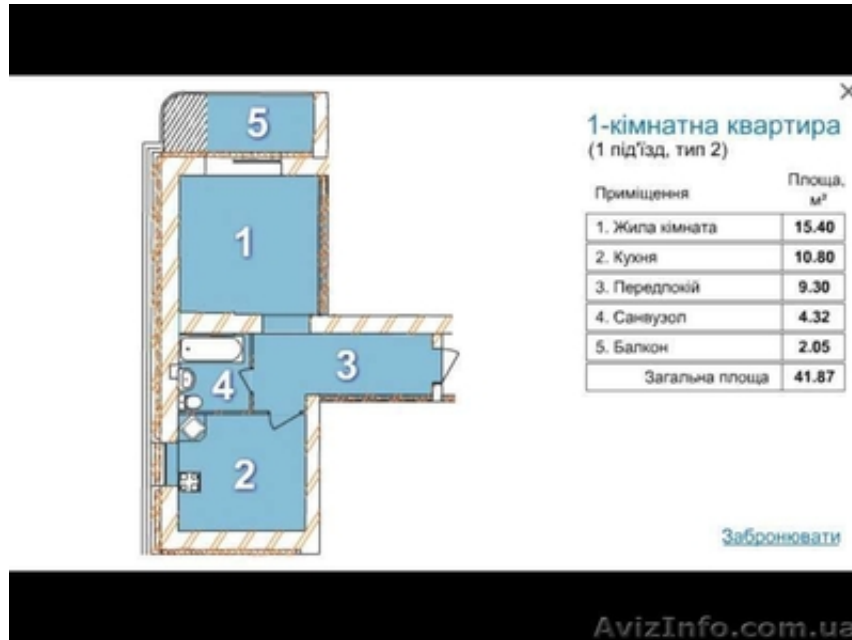 5
1
3
4
2
1-кімнатна квартира
(1 під'їзд, тип 2)
Приміщення Площа, м²
1. Жила кімната 15.40
2. Кухня 10.80
3. Передпокій 9.30
4. Санвузол 4.32
5. Балкон 2.05
Загальна площа 41.87
Забронювати
AvizInfo.com.ua